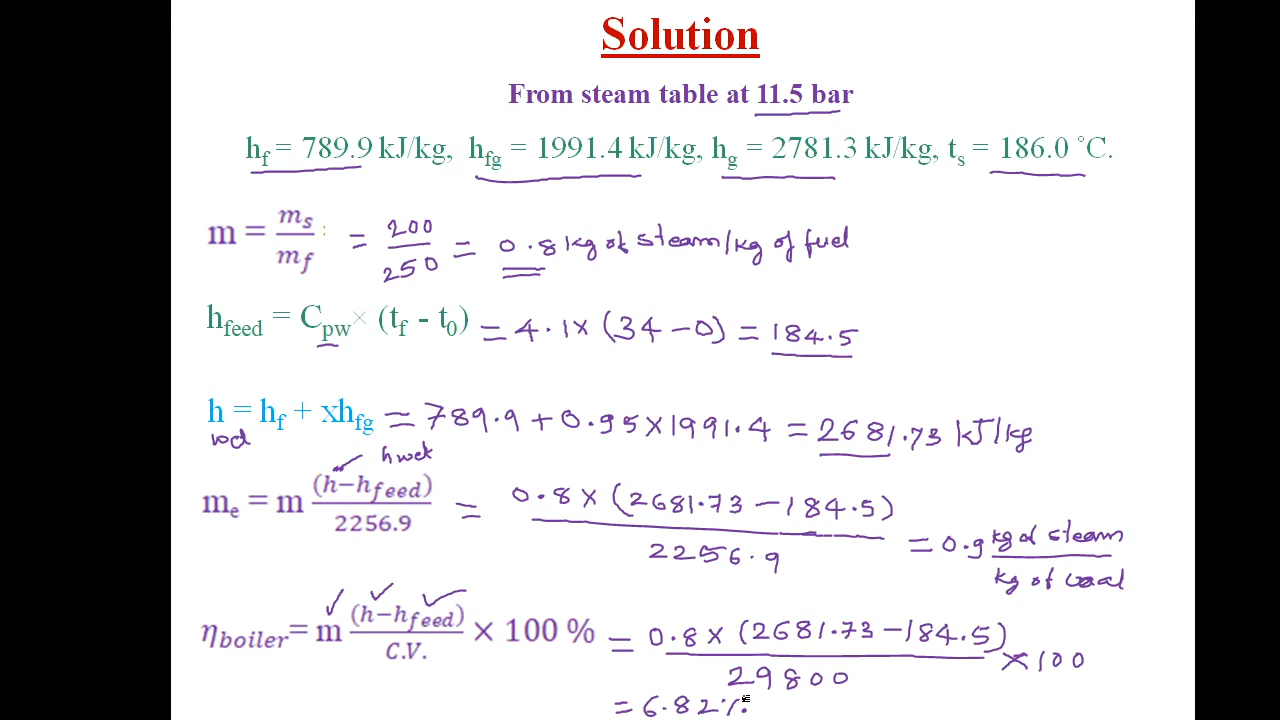 Solution
From steam table at 11.5 bar
hf = 789.9 kJ/kg, hfg = 1991.4 kJ/kg, hg = 2781.3 kJ/kg, ts = 186.0 °C.
m = ms/mf = 200/250 = 0.8 kg of steam/kg of fuel
hfeed = Cpw × (tf - t0) = 4.1 × (34 - 0) = 184.5
h = hf + xhfg = 789.9 + 0.95 × 1991.4 = 2681.73 kJ/kg
h wet
me = m (h−hfeed)/2256.9 = 0.8 × (2681.73 − 184.5)/2256.9 = 0.9 kg of steam/kg of coal
ηboiler = m (h−hfeed)/C.V. × 100 % = 0.8 × (2681.73 − 184.5)/29800 × 100
= 6.82 %